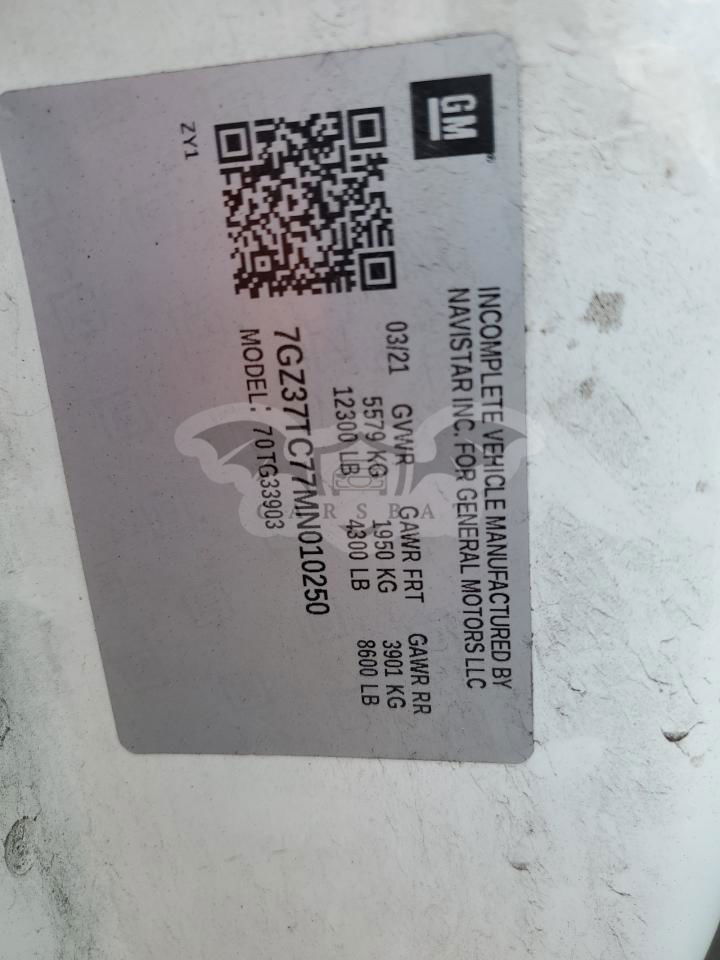 GM
INCOMPLETE VEHICLE MANUFACTURED BY
NAVISTAR INC. FOR GENERAL MOTORS LLC
03/21 GVWR GAWR FRT GAWR RR
5579 KG 1950 KG 3901 KG
12300 LB 4300 LB 8600 LB
7GZ37TC77MN010250
MODEL: 70TG33903
ZY1
CARSBA